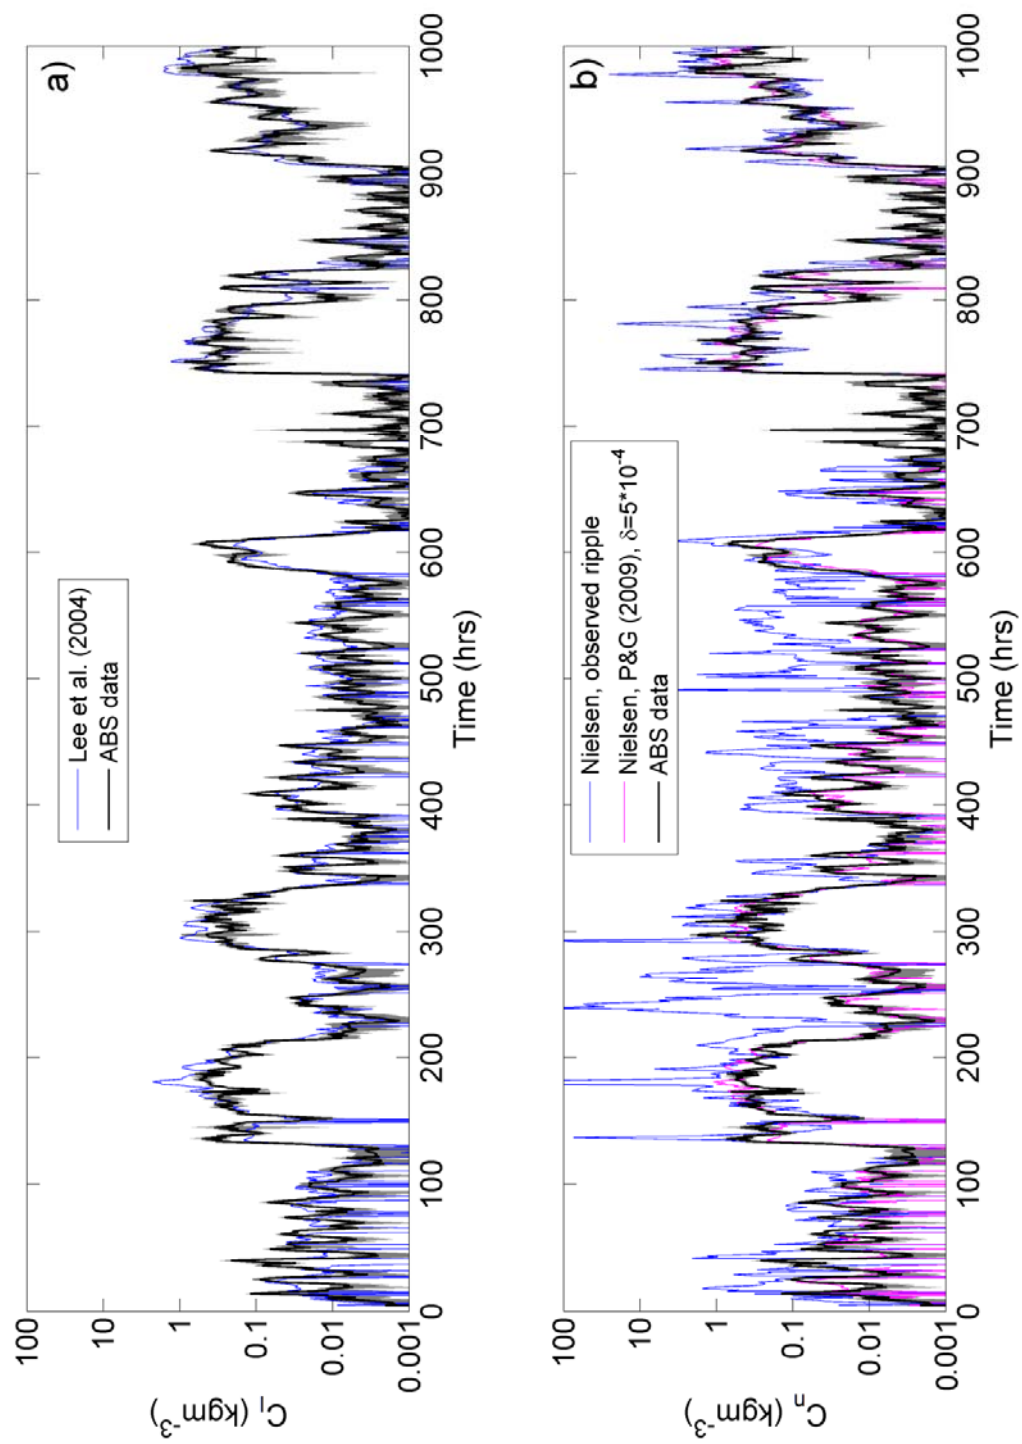 a)
100
10
1
0.1
0.01
0.001
C_l (kgm^-3)
Lee et al. (2004)
ABS data
0 100 200 300 400 500 600 700 800 900 1000
Time (hrs)
b)
100
10
1
0.1
0.01
0.001
C_n (kgm^-3)
Nielsen, observed ripple
Nielsen, P&G (2009), δ=5*10^-4
ABS data
0 100 200 300 400 500 600 700 800 900 1000
Time (hrs)